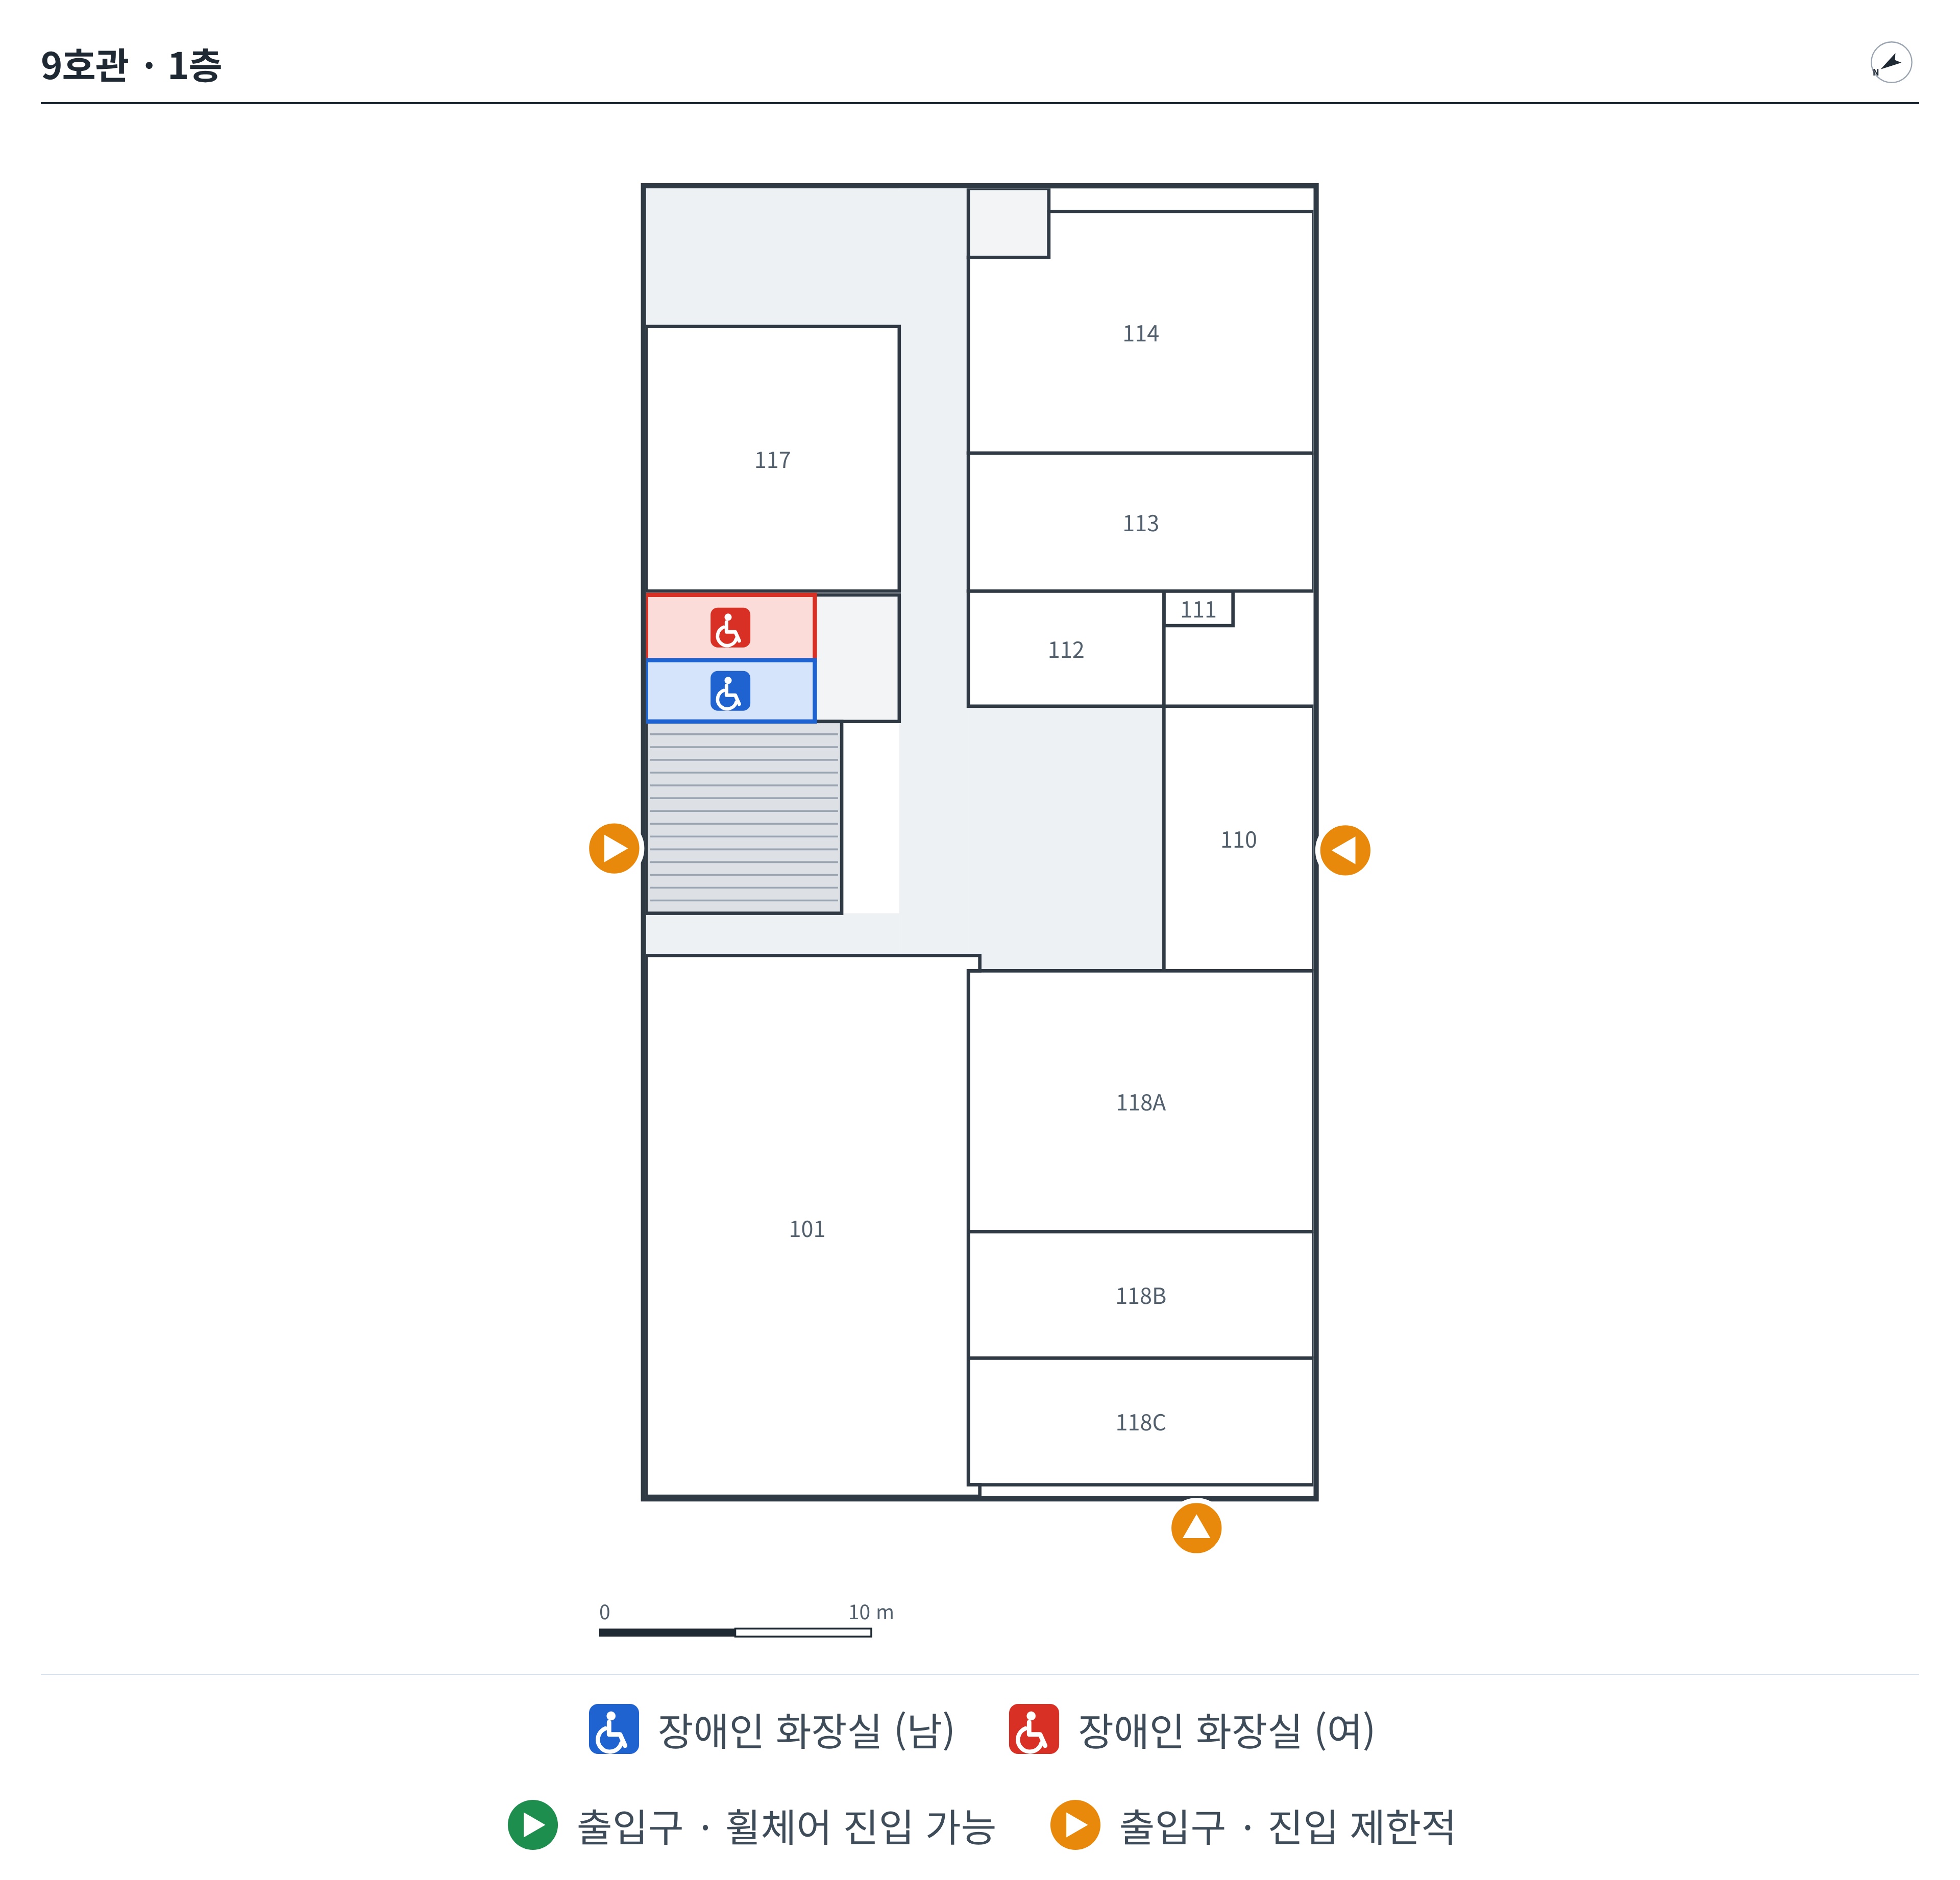 9호관 · 1층
N
114
117
113
111
112
110
118A
101
118B
118C
0 10 m
장애인 화장실 (남) 장애인 화장실 (여)
출입구 · 휠체어 진입 가능 출입구 · 진입 제한적